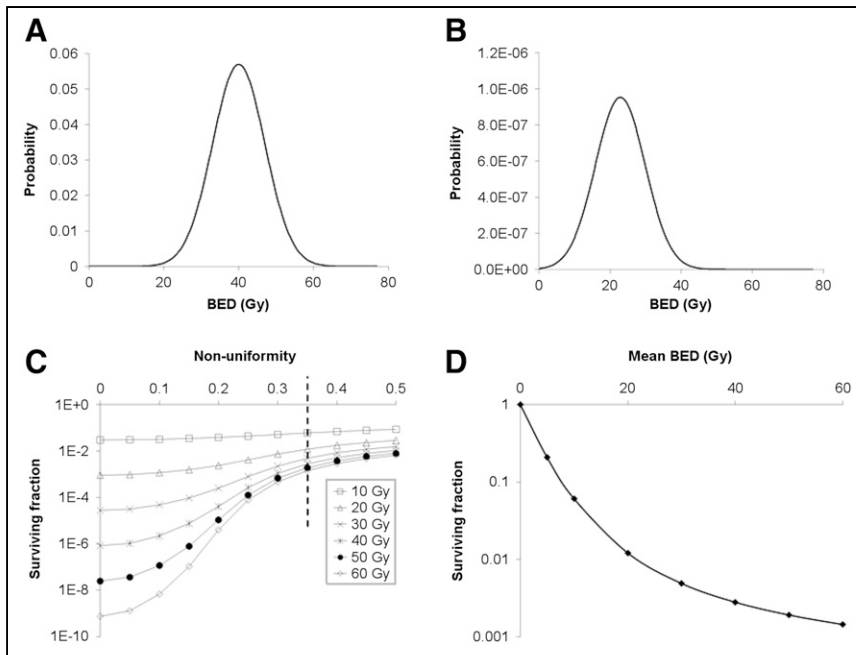 A
0.06
0.05
0.04
0.03
0.02
0.01
0
Probability
0 20 40 60 80
BED (Gy)
B
1.2E-06
1.0E-06
8.0E-07
6.0E-07
4.0E-07
2.0E-07
0.0E+00
Probability
0 20 40 60 80
BED (Gy)
C
Non-uniformity
0 0.1 0.2 0.3 0.4 0.5
1E+0
1E-2
1E-4
1E-6
1E-8
1E-10
Surviving fraction
10 Gy
20 Gy
30 Gy
40 Gy
50 Gy
60 Gy
D
Mean BED (Gy)
0 20 40 60
1
0.1
0.01
0.001
Surviving fraction